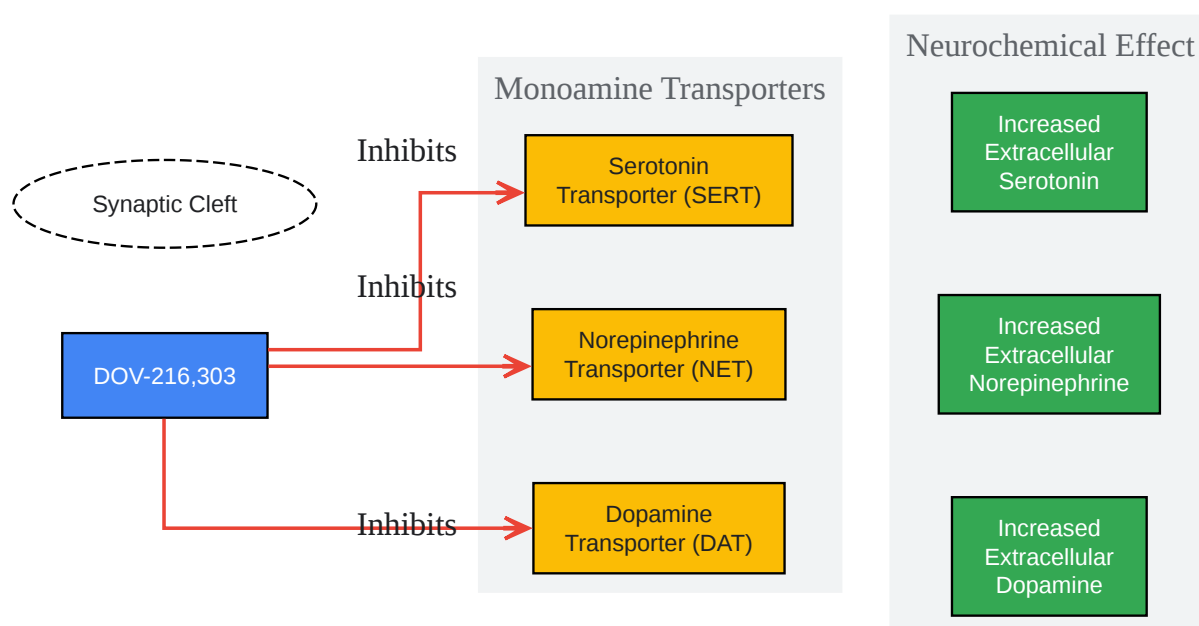 Neurochemical Effect
Monoamine Transporters
Inhibits
Serotonin
Transporter (SERT)
Increased
Extracellular
Serotonin
Synaptic Cleft
Inhibits
DOV-216,303
Norepinephrine
Transporter (NET)
Increased
Extracellular
Norepinephrine
Inhibits
Dopamine
Transporter (DAT)
Increased
Extracellular
Dopamine